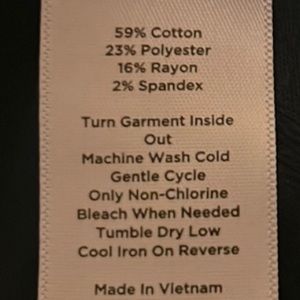 59% Cotton
23% Polyester
16% Rayon
2% Spandex
Turn Garment Inside
Out
Machine Wash Cold
Gentle Cycle
Only Non-Chlorine
Bleach When Needed
Tumble Dry Low
Cool Iron On Reverse
Made In Vietnam